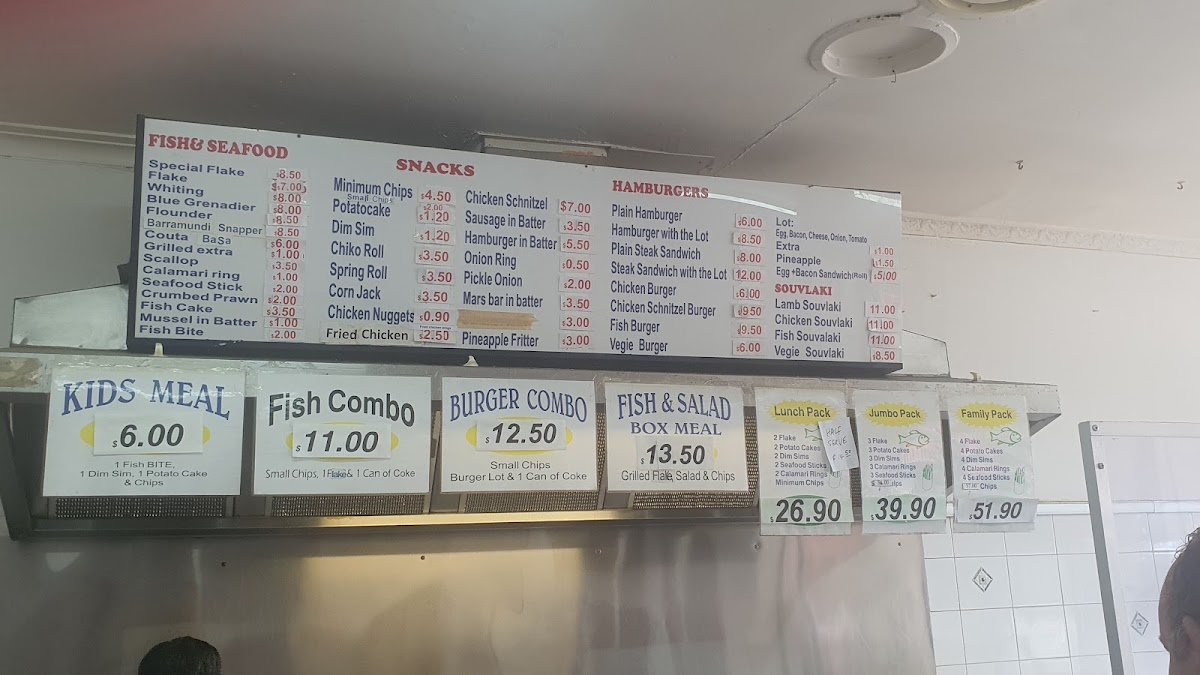 FISH& SEAFOOD
Special Flake $8.50
Flake $7.00
Whiting $8.00
Blue Grenadier $8.00
Flounder $8.50
Barramundi Snapper $8.50
Couta BaSa $6.00
Grilled extra $1.00
Scallop $3.50
Calamari ring $1.00
Seafood Stick $2.00
Crumbed Prawn $2.00
Fish Cake $3.50
Mussel in Batter $1.00
Fish Bite $2.00
SNACKS
Minimum Chips $4.50
Small Chips $2.00
Potatocake $1.20
Dim Sim $1.20
Chiko Roll $3.50
Spring Roll $3.50
Corn Jack $3.50
Chicken Nuggets $0.90
Fried Chicken $2.50
Chicken Schnitzel $7.00
Sausage in Batter $3.50
Hamburger in Batter $5.50
Onion Ring $0.50
Pickle Onion $2.00
Mars bar in batter $3.50
$3.00
Pineapple Fritter $3.00
HAMBURGERS
Plain Hamburger $6.00
Hamburger with the Lot $8.50
Plain Steak Sandwich $8.00
Steak Sandwich with the Lot 12.00
Chicken Burger $6.00
Chicken Schnitzel Burger $9.50
Fish Burger $9.50
Vegie Burger $6.00
Lot:
Egg, Bacon, Cheese, Onion, Tomato
Extra $1.00
Pineapple $1.50
Egg+Bacon Sandwich(Roll) $5.00
SOUVLAKI
Lamb Souvlaki 11.00
Chicken Souvlaki 11.00
Fish Souvalaki 11.00
Vegie Souvlaki $8.50
KIDS MEAL
$6.00
1 Fish BITE,
1 Dim Sim, 1 Potato Cake
& Chips
Fish Combo
$11.00
Small Chips, 1 Flake & 1 Can of Coke
BURGER COMBO
$12.50
Small Chips
Burger Lot & 1 Can of Coke
FISH & SALAD
BOX MEAL
$13.50
Grilled Flake, Salad & Chips
Lunch Pack
2 Flake
2 Potato Cakes
2 Dim Sims
2 Seafood Sticks
2 Calamari Rings
Minimum Chips
$26.90
HALF
SERVE
Jumbo Pack
3 Flake
3 Potato Cakes
3 Dim Sims
3 Calamari Rings
3 Seafood Sticks
$39.90
Family Pack
4 Flake
4 Potato Cakes
4 Dim Sims
4 Calamari Rings
4 Seafood Sticks
Chips
$51.90